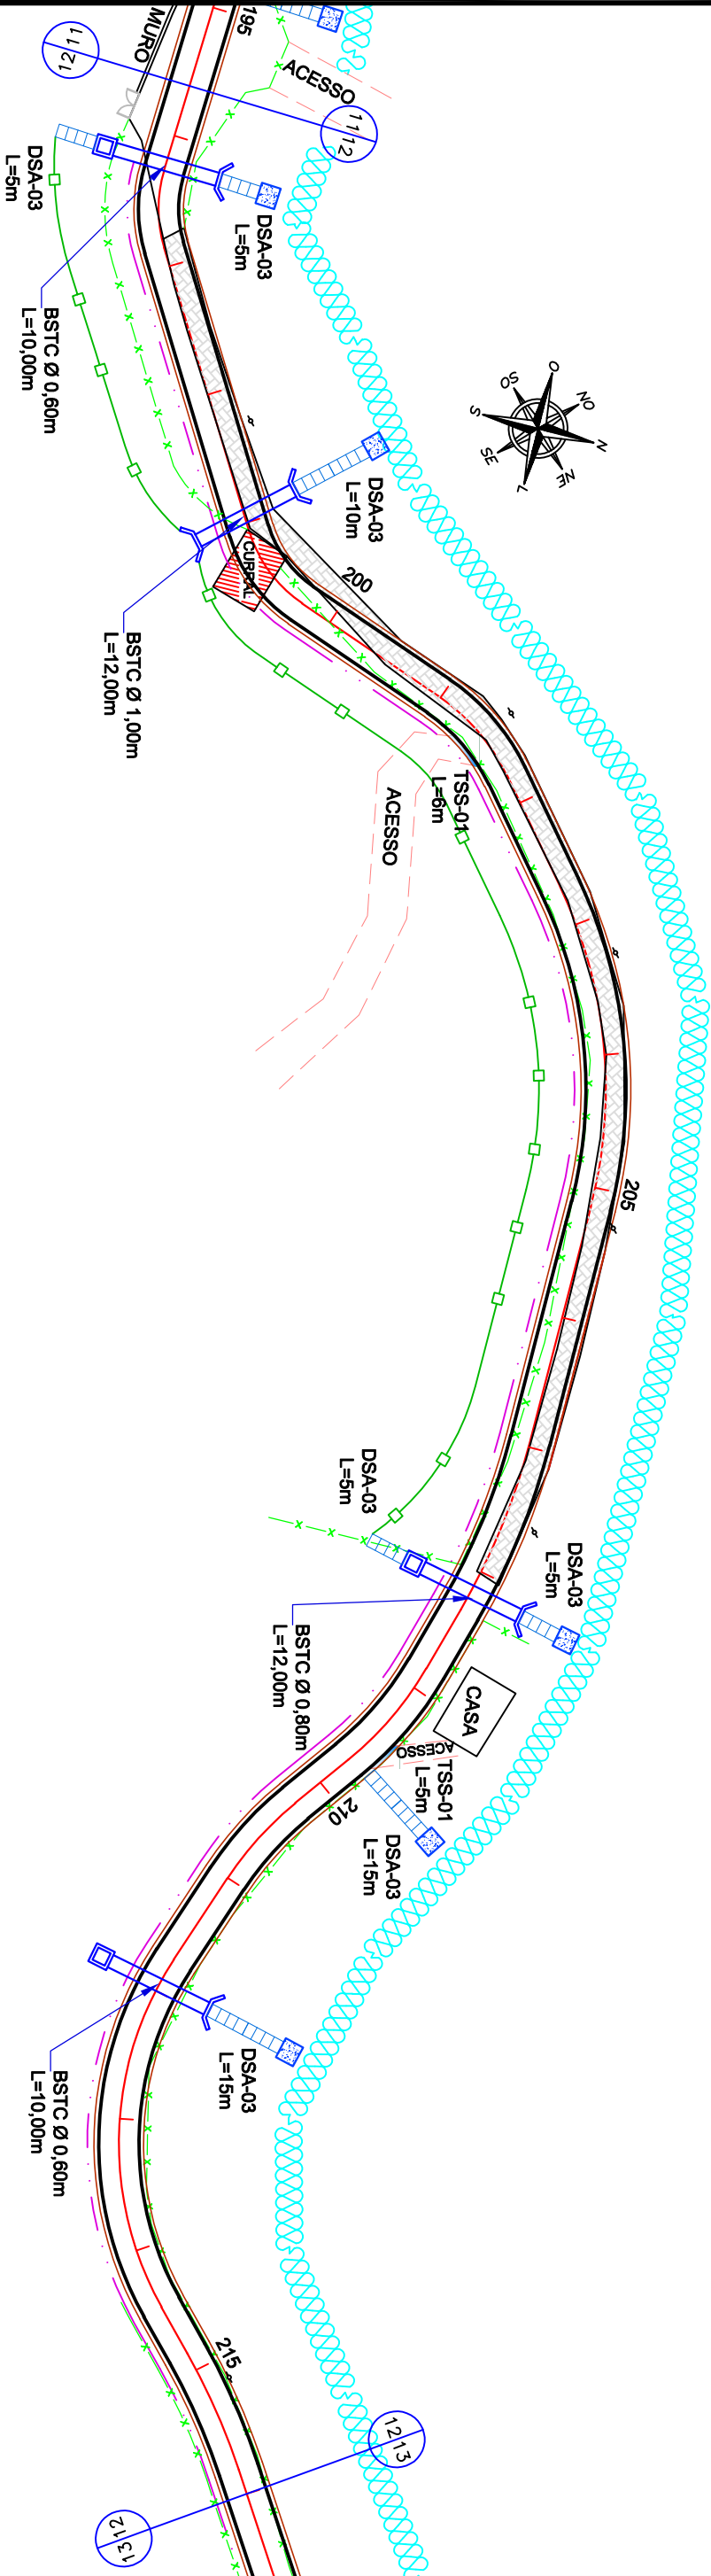 195
MURO
12 11
11 12
ACESSO
DSA-03
L=5m
DSA-03
L=5m
BSTC Ø 0,60m
L=10,00m
O
NO
N
NE
L
SE
S
SO
DSA-03
L=10m
CURRAL
200
BSTC Ø 1,00m
L=12,00m
TSS-01
L=6m
ACESSO
205
DSA-03
L=5m
DSA-03
L=5m
BSTC Ø 0,80m
L=12,00m
CASA
ACESSO
TSS-01
L=5m
210
DSA-03
L=15m
DSA-03
L=15m
BSTC Ø 0,60m
L=10,00m
215
12 13
13 12